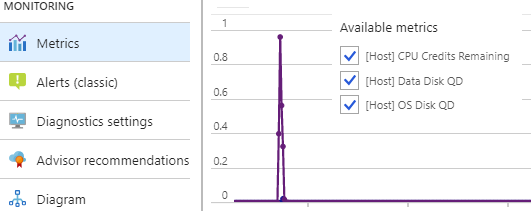 MONITORING
Metrics
Alerts (classic)
Diagnostics settings
Advisor recommendations
Diagram
1
0.8
0.6
0.4
0.2
0
Available metrics
[Host] CPU Credits Remaining
[Host] Data Disk QD
[Host] OS Disk QD